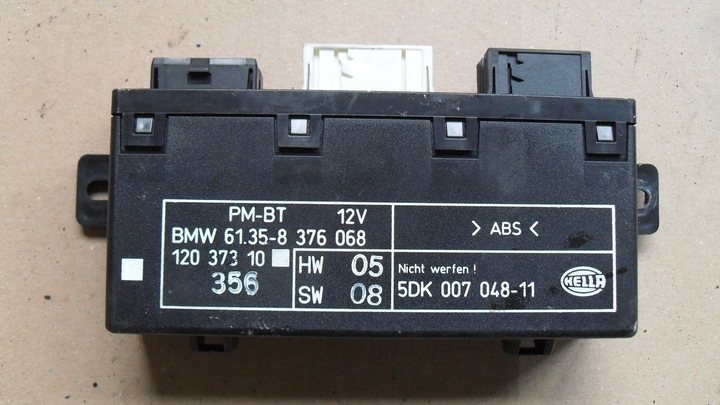 PM-BT 12V
BMW 61.35-8 376 068
120 373 10
356
HW 05
SW 08
> ABS <
Nicht werfen !
5DK 007 048-11
HELLA